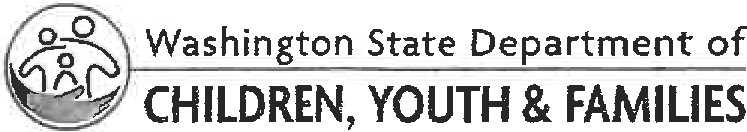 Washington State Department of
CHILDREN, YOUTH & FAMILIES